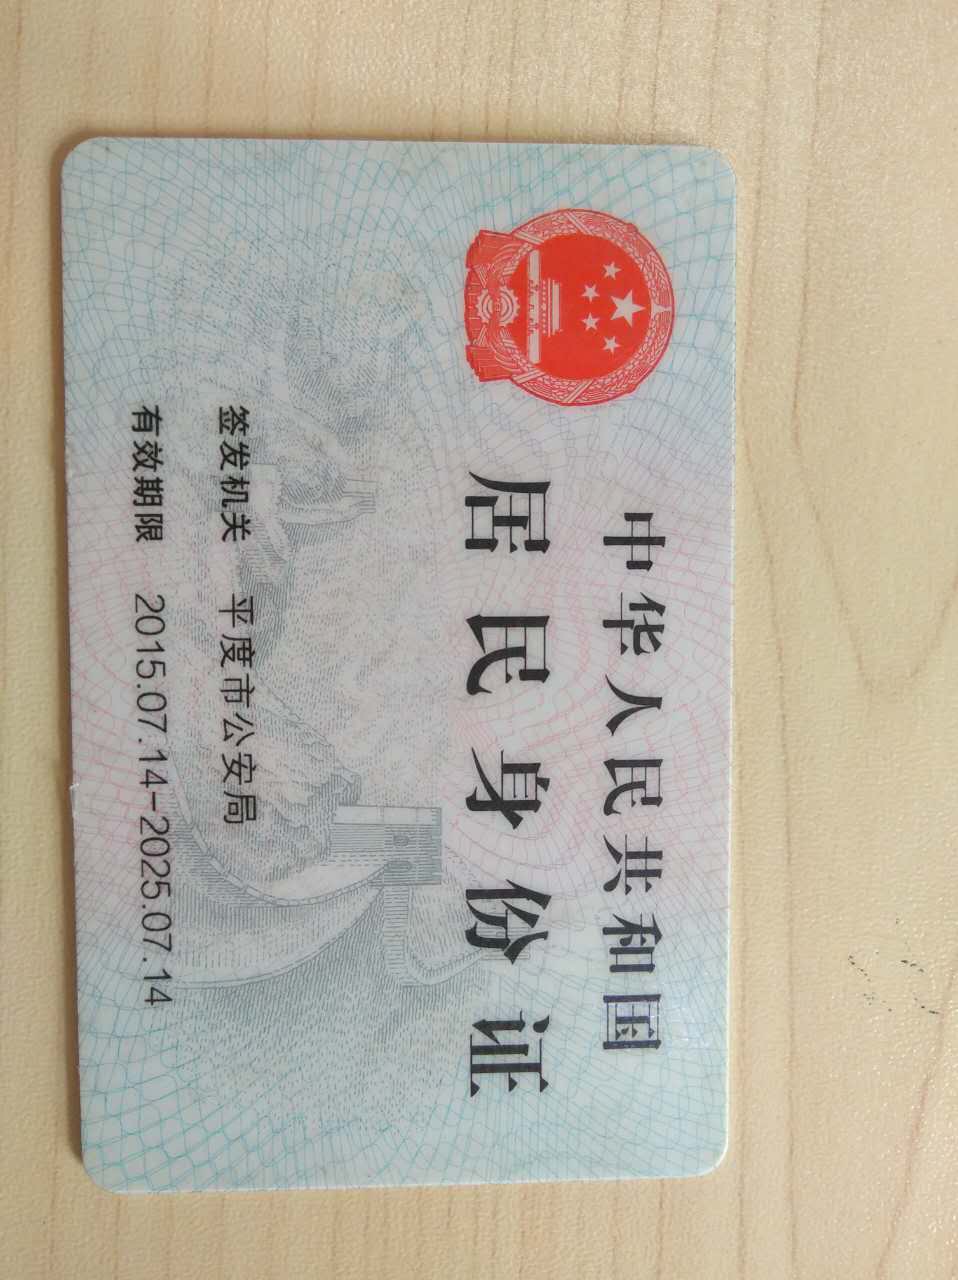 中华人民共和国
居民身份证
签发机关 平度市公安局
有效期限 2015.07.14-2025.07.14